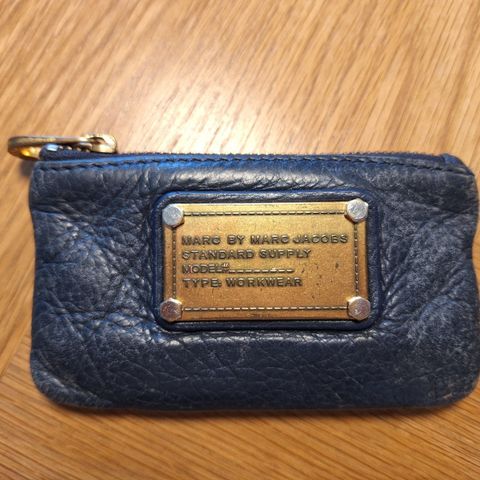 MARC BY MARC JACOBS
STANDARD SUPPLY
MODEL# _ _ _ _ _ _ _
TYPE: WORKWEAR